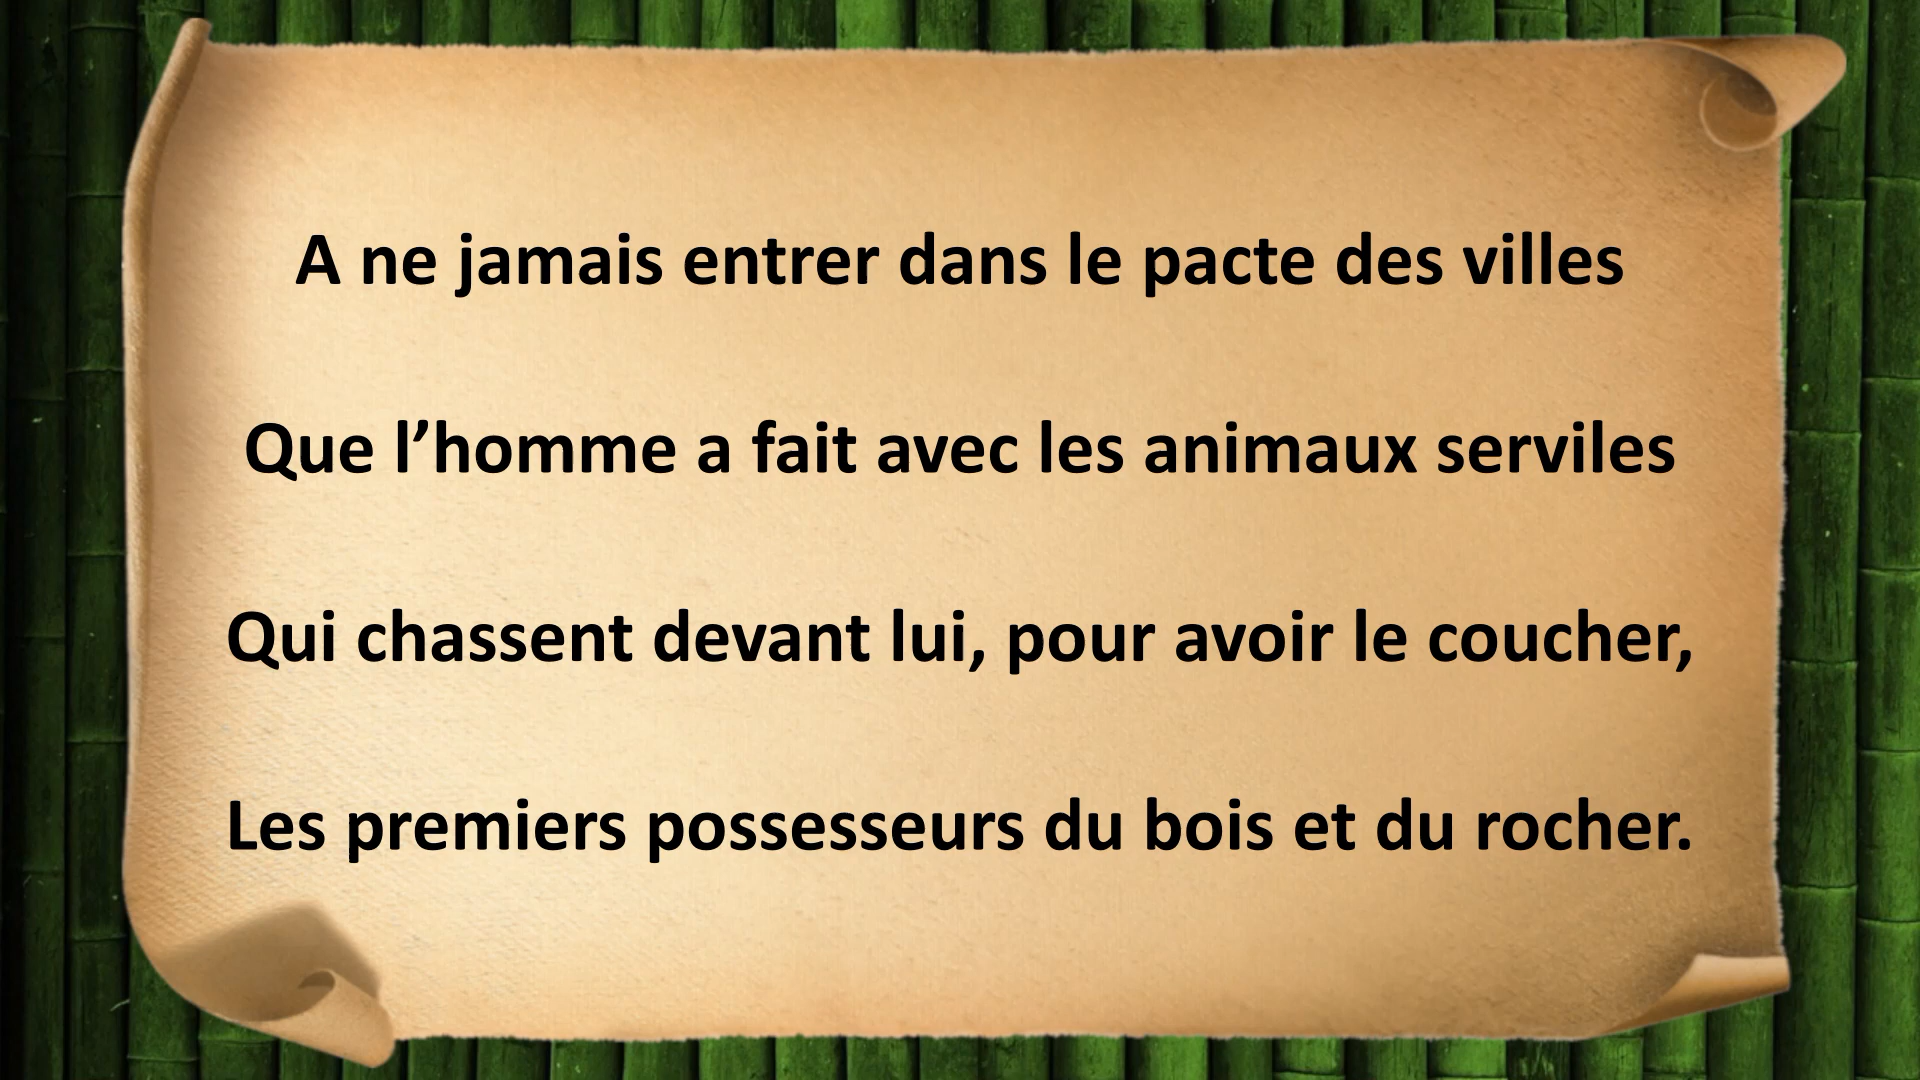 A ne jamais entrer dans le pacte des villes
Que l’homme a fait avec les animaux serviles
Qui chassent devant lui, pour avoir le coucher,
Les premiers possesseurs du bois et du rocher.